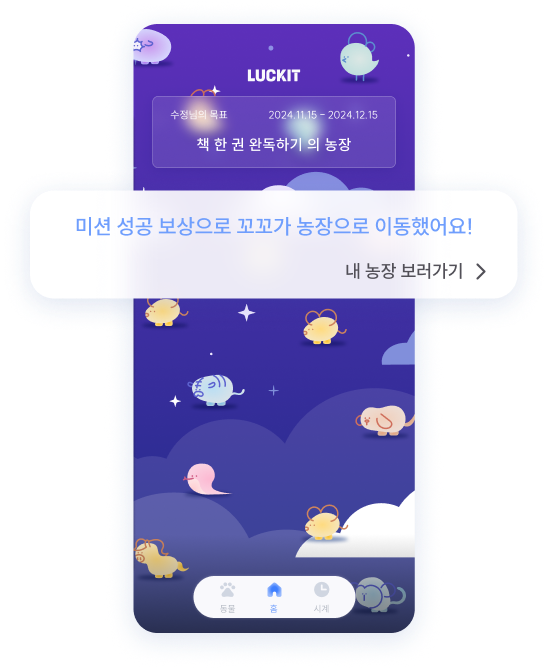 LUCKIT
수정님의 목표
2024.11.15 - 2024.12.15
책 한 권 완독하기 의 농장
미션 성공 보상으로 꼬꼬가 농장으로 이동했어요!
내 농장 보러가기
동물
홈
시계